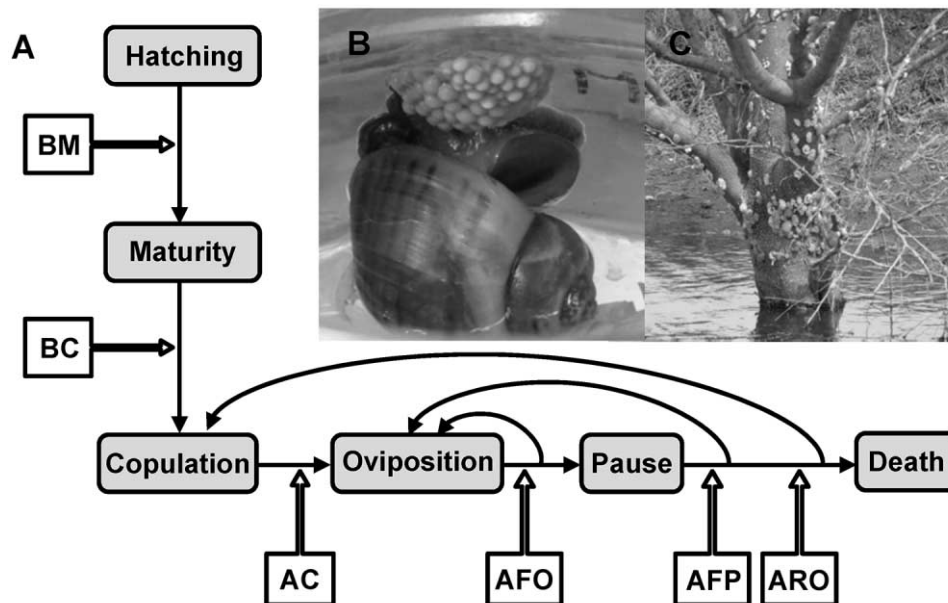 A
B
C
Hatching
BM
Maturity
BC
Copulation
Oviposition
Pause
Death
AC
AFO
AFP
ARO